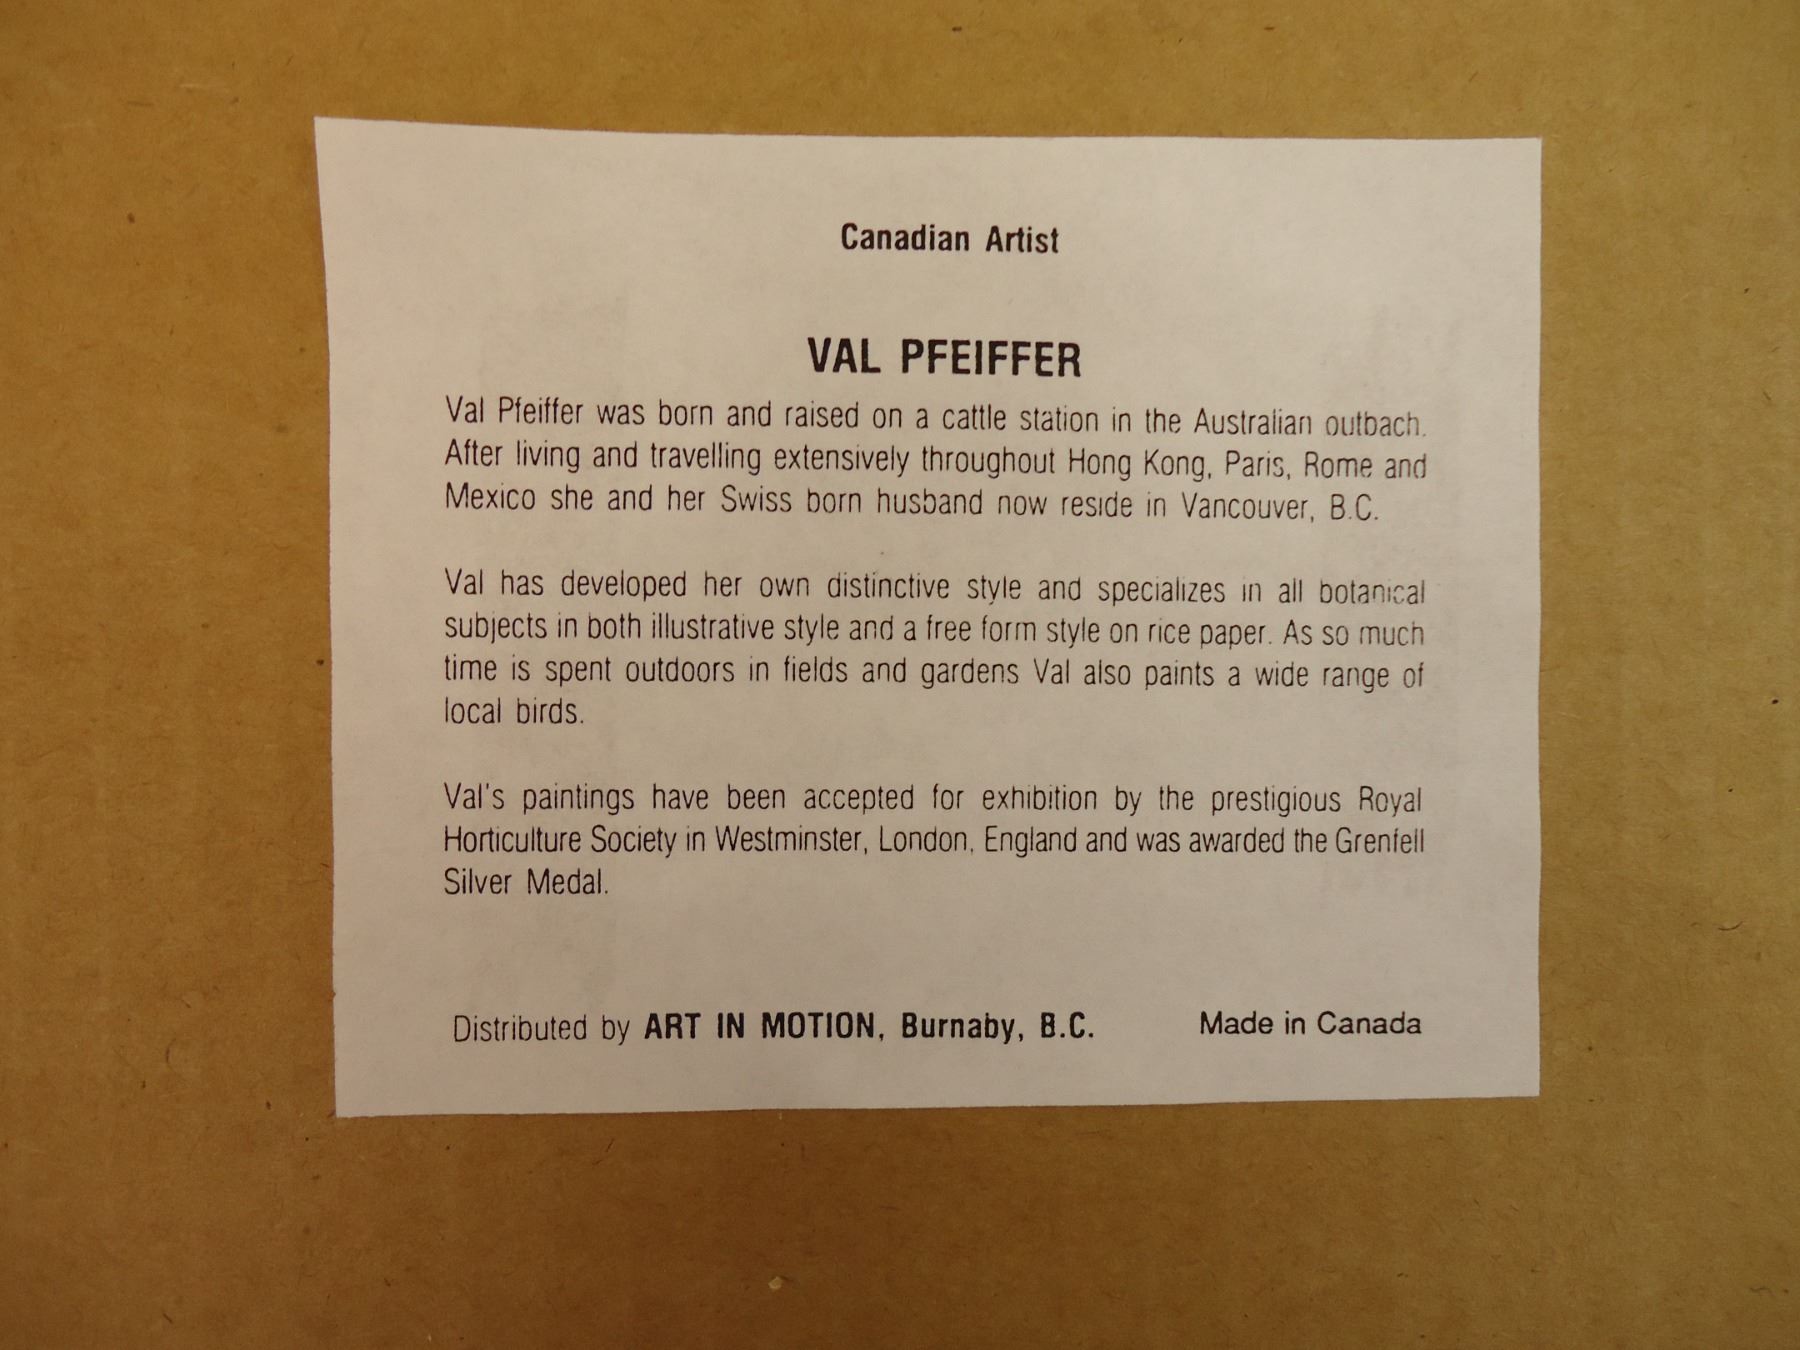 Canadian Artist
VAL PFEIFFER
Val Pfeiffer was born and raised on a cattle station in the Australian outbach.
After living and travelling extensively throughout Hong Kong, Paris, Rome and
Mexico she and her Swiss born husband now reside in Vancouver, B.C.
Val has developed her own distinctive style and specializes in all botanical
subjects in both illustrative style and a free form style on rice paper. As so much
time is spent outdoors in fields and gardens Val also paints a wide range of
local birds.
Val's paintings have been accepted for exhibition by the prestigious Royal
Horticulture Society in Westminster, London, England and was awarded the Grenfell
Silver Medal.
Distributed by ART IN MOTION, Burnaby, B.C. Made in Canada